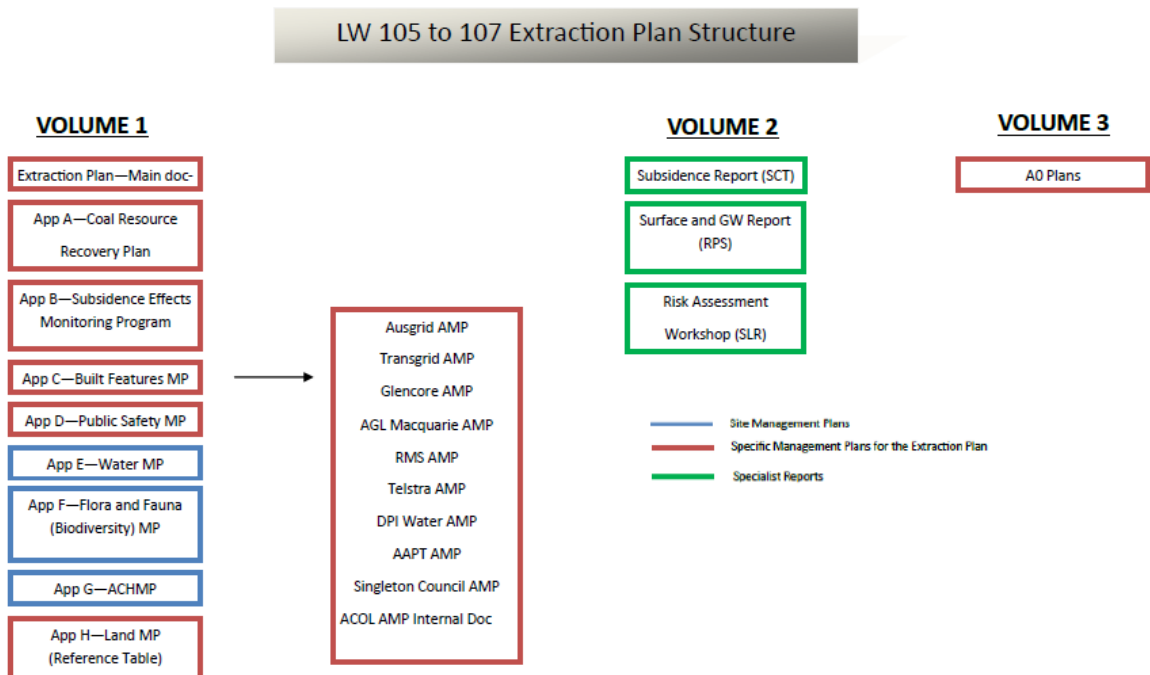 LW 105 to 107 Extraction Plan Structure
VOLUME 1
Extraction Plan—Main doc-
App A—Coal Resource
Recovery Plan
App B—Subsidence Effects
Monitoring Program
App C—Built Features MP
App D—Public Safety MP
App E—Water MP
App F—Flora and Fauna
(Biodiversity) MP
App G—ACHMP
App H—Land MP
(Reference Table)
Ausgrid AMP
Transgrid AMP
Glencore AMP
AGL Macquarie AMP
RMS AMP
Telstra AMP
DPI Water AMP
AAPT AMP
Singleton Council AMP
ACOL AMP Internal Doc
VOLUME 2
Subsidence Report (SCT)
Surface and GW Report
(RPS)
Risk Assessment
Workshop (SLR)
VOLUME 3
A0 Plans
Site Management Plans
Specific Management Plans for the Extraction Plan
Specialist Reports